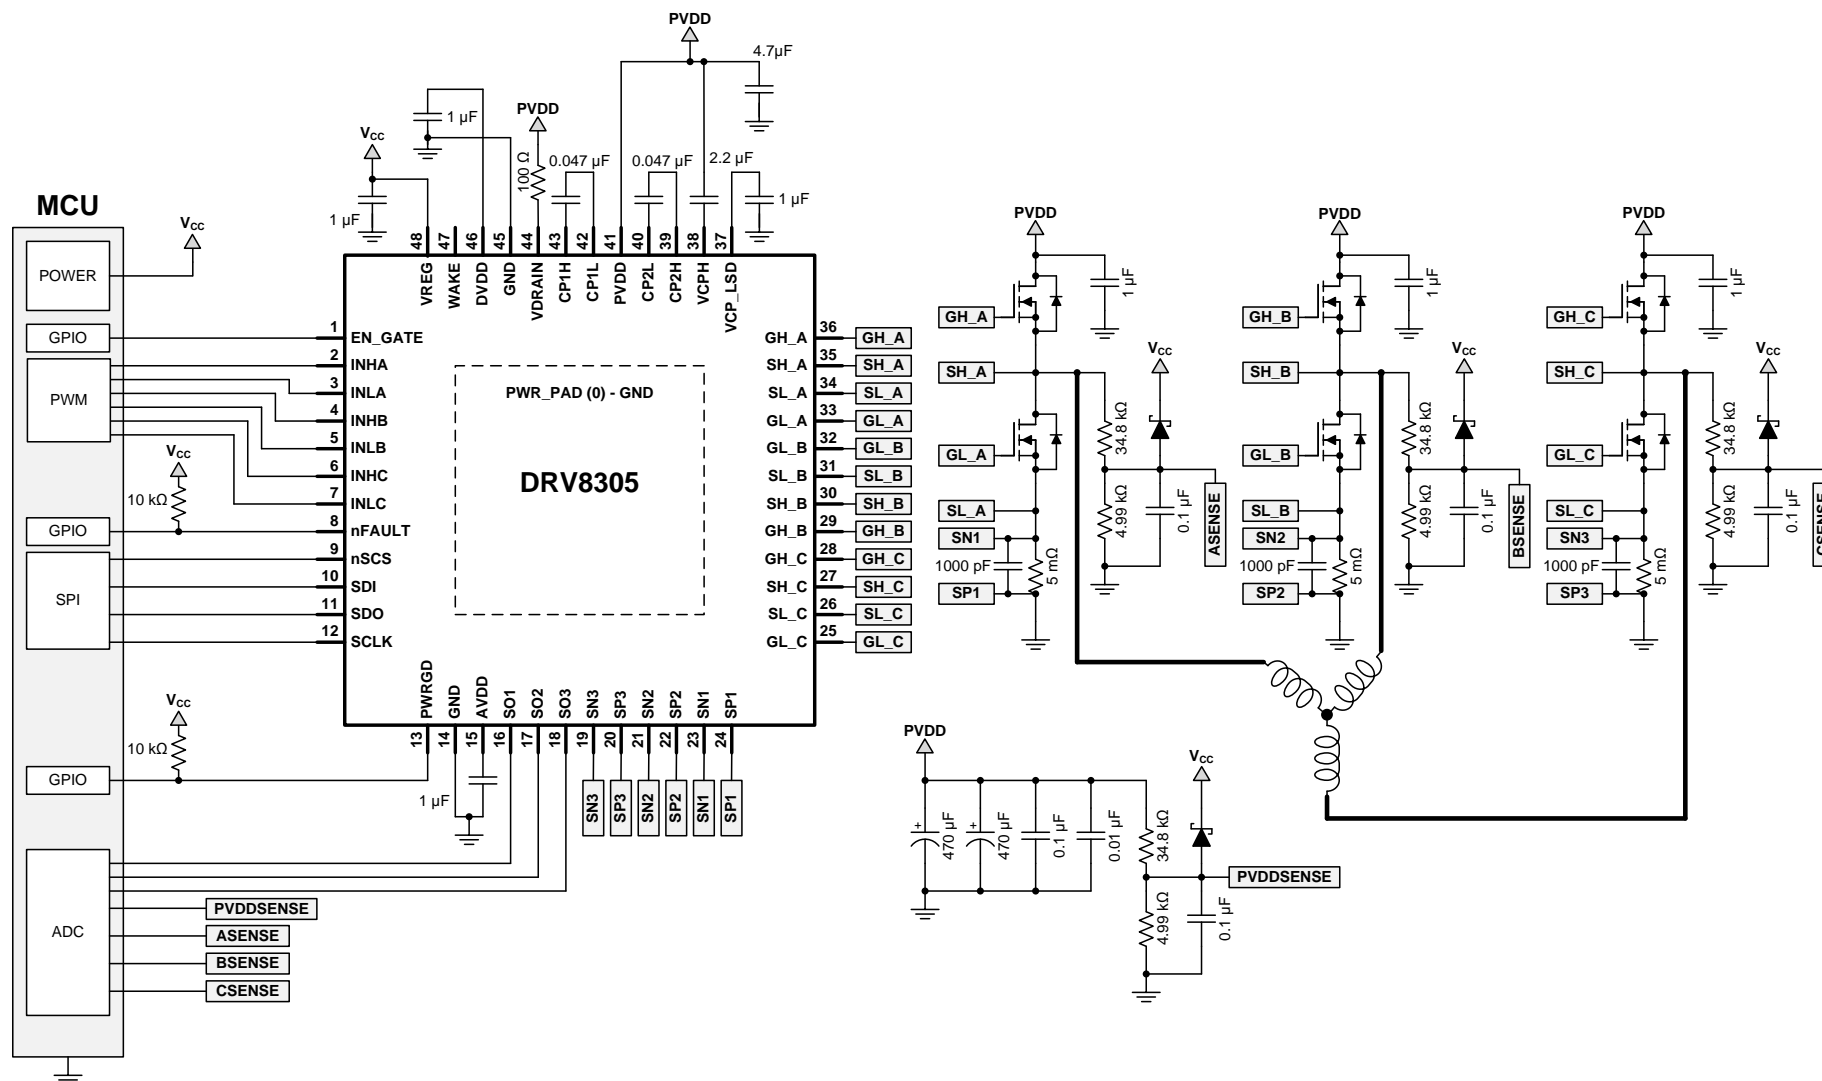 PVDD
4.7µF
1 µF
PVDD
VCC
100 Ω
0.047 µF
0.047 µF
2.2 µF
1 µF
1 µF
MCU
VCC
POWER
GPIO
PWM
VCC
10 kΩ
GPIO
SPI
VCC
10 kΩ
GPIO
ADC
PVDDSENSE
ASENSE
BSENSE
CSENSE
48 47 46 45 44 43 42 41 40 39 38 37
VREG WAKE DVDD GND VDRAIN CP1H CP1L PVDD CP2L CP2H VCPH VCP_LSD
1 EN_GATE
2 INHA
3 INLA
4 INHB
5 INLB
6 INHC
7 INLC
8 nFAULT
9 nSCS
10 SDI
11 SDO
12 SCLK
PWR_PAD (0) - GND
DRV8305
GH_A 36 GH_A
SH_A 35 SH_A
SL_A 34 SL_A
GL_A 33 GL_A
GL_B 32 GL_B
SL_B 31 SL_B
SH_B 30 SH_B
GH_B 29 GH_B
GH_C 28 GH_C
SH_C 27 SH_C
SL_C 26 SL_C
GL_C 25 GL_C
PWRGD GND AVDD SO1 SO2 SO3 SN3 SP3 SN2 SP2 SN1 SP1
13 14 15 16 17 18 19 20 21 22 23 24
1 µF
SN3 SP3 SN2 SP2 SN1 SP1
PVDD
1 µF
GH_A
SH_A
VCC
34.8 kΩ
GL_A
SL_A
SN1
1000 pF
SP1
5 mΩ
4.99 kΩ
0.1 µF
ASENSE
PVDD
1 µF
GH_B
SH_B
VCC
34.8 kΩ
GL_B
SL_B
SN2
1000 pF
SP2
5 mΩ
4.99 kΩ
0.1 µF
BSENSE
PVDD
1 µF
GH_C
SH_C
VCC
34.8 kΩ
GL_C
SL_C
SN3
1000 pF
SP3
5 mΩ
4.99 kΩ
0.1 µF
CSENSE
PVDD
VCC
+
470 µF
+
470 µF
0.1 µF
0.01 µF
34.8 kΩ
PVDDSENSE
4.99 kΩ
0.1 µF